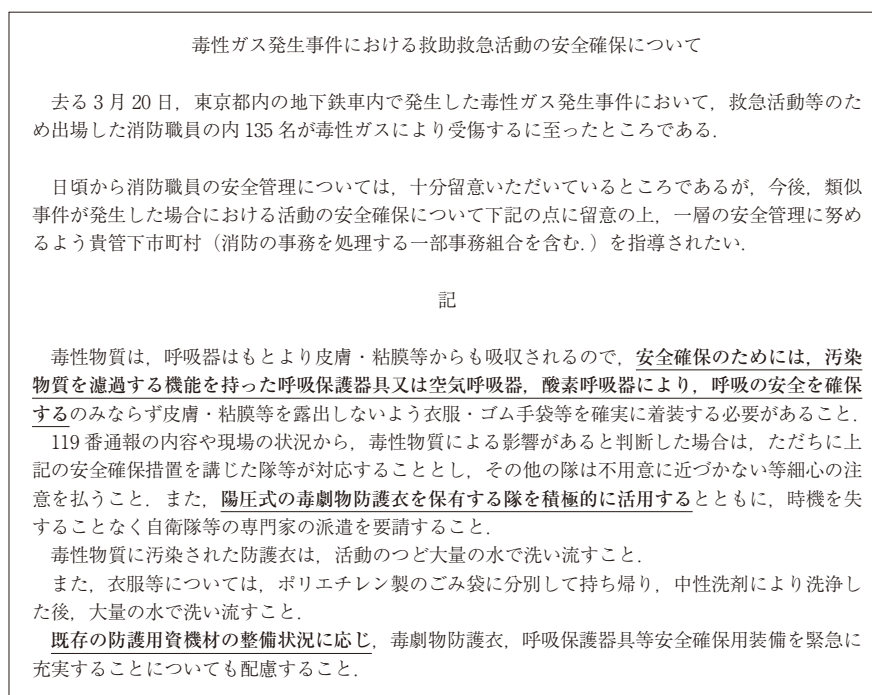 毒性ガス発生事件における救助救急活動の安全確保について
去る 3 月 20 日，東京都内の地下鉄車内で発生した毒性ガス発生事件において，救急活動等のた
め出場した消防職員の内 135 名が毒性ガスにより受傷するに至ったところである．
日頃から消防職員の安全管理については，十分留意いただいているところであるが，今後，類似
事件が発生した場合における活動の安全確保について下記の点に留意の上，一層の安全管理に努め
るよう貴管下市町村（消防の事務を処理する一部事務組合を含む．）を指導されたい．
記
毒性物質は，呼吸器はもとより皮膚・粘膜等からも吸収されるので，安全確保のためには，汚染
物質を濾過する機能を持った呼吸保護器具又は空気呼吸器，酸素呼吸器により，呼吸の安全を確保
するのみならず皮膚・粘膜等を露出しないよう衣服・ゴム手袋等を確実に着装する必要があること．
119 番通報の内容や現場の状況から，毒性物質による影響があると判断した場合は，ただちに上
記の安全確保措置を講じた隊等が対応することとし，その他の隊は不用意に近づかない等細心の注
意を払うこと．また，陽圧式の毒劇物防護衣を保有する隊を積極的に活用するとともに，時機を失
することなく自衛隊等の専門家の派遣を要請すること．
毒性物質に汚染された防護衣は，活動のつど大量の水で洗い流すこと．
また，衣服等については，ポリエチレン製のごみ袋に分別して持ち帰り，中性洗剤により洗浄し
た後，大量の水で洗い流すこと．
既存の防護用資機材の整備状況に応じ，毒劇物防護衣，呼吸保護器具等安全確保用装備を緊急に
充実することについても配慮すること．